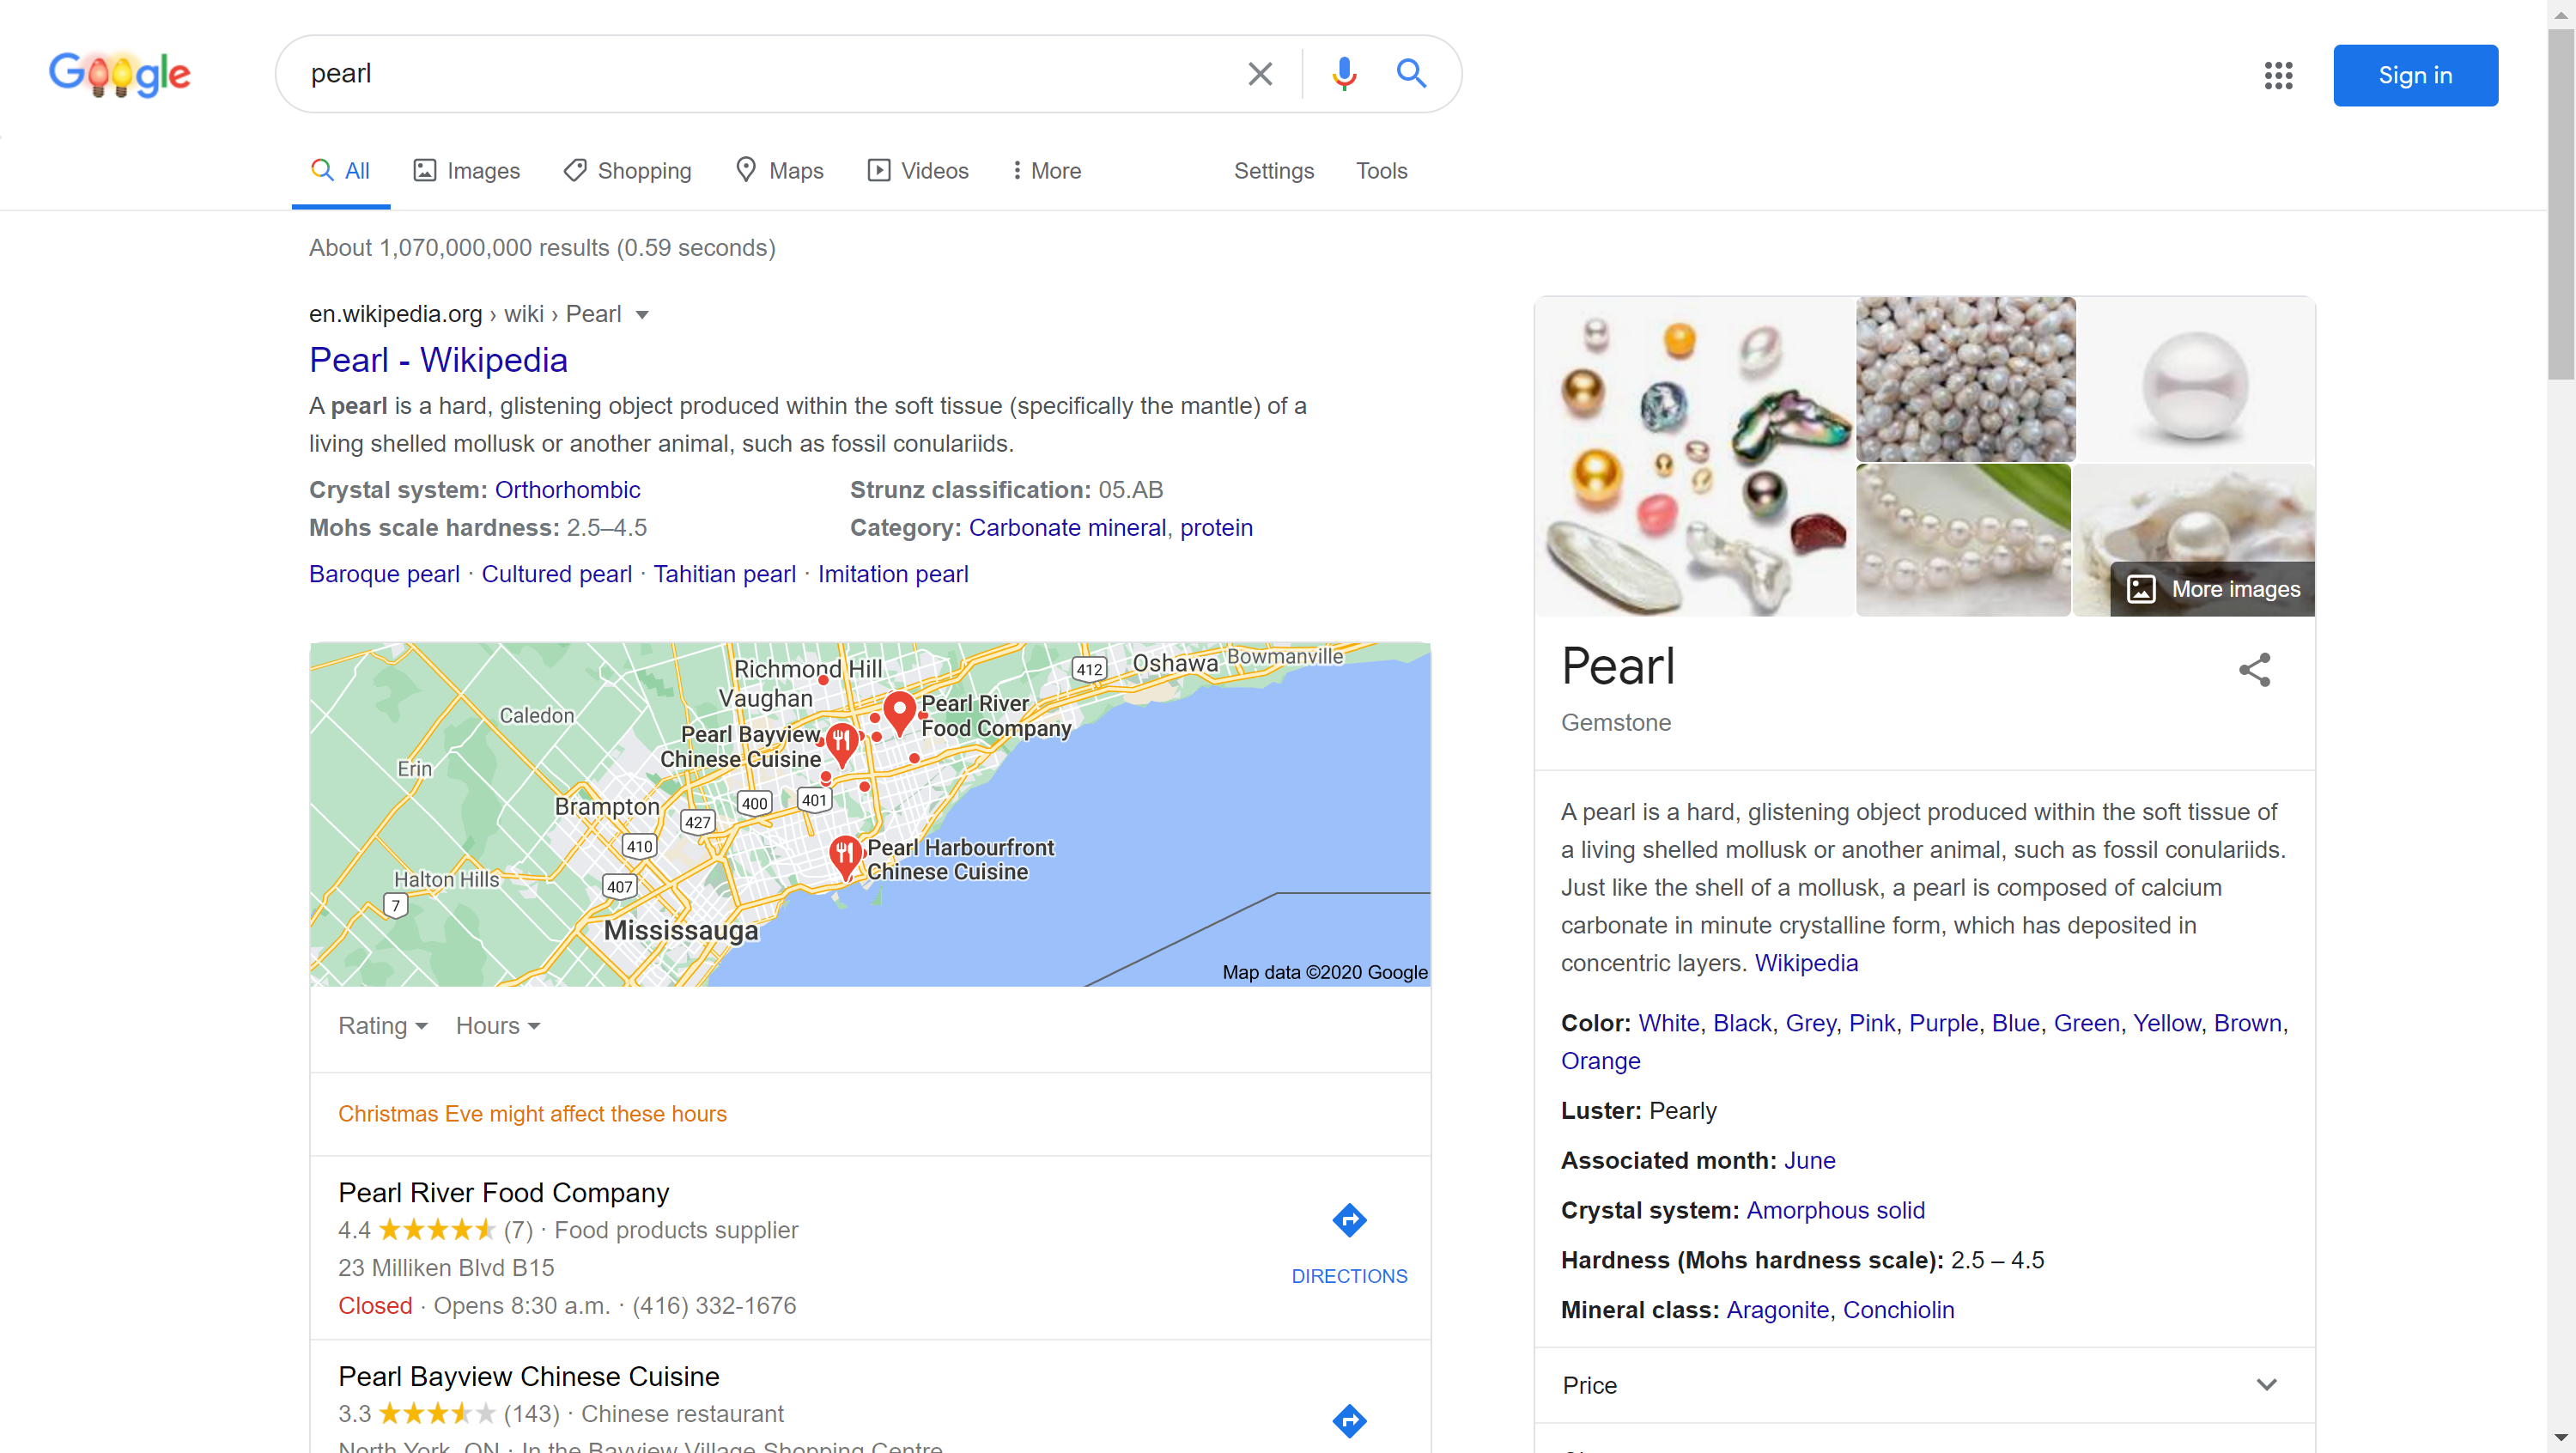 Google
pearl
Sign in
All Images Shopping Maps Videos More Settings Tools
About 1,070,000,000 results (0.59 seconds)
en.wikipedia.org › wiki › Pearl
Pearl - Wikipedia
A pearl is a hard, glistening object produced within the soft tissue (specifically the mantle) of a
living shelled mollusk or another animal, such as fossil conulariids.
Crystal system: Orthorhombic
Strunz classification: 05.AB
Mohs scale hardness: 2.5–4.5
Category: Carbonate mineral, protein
Baroque pearl · Cultured pearl · Tahitian pearl · Imitation pearl
Richmond Hill
412
Oshawa
Bowmanville
Vaughan
Caledon
Pearl River
Food Company
Pearl Bayview
Chinese Cuisine
Erin
Brampton
400
401
427
410
Pearl Harbourfront
Chinese Cuisine
Halton Hills
407
7
Mississauga
Map data ©2020 Google
Rating Hours
Christmas Eve might affect these hours
Pearl River Food Company
4.4 (7) · Food products supplier
23 Milliken Blvd B15
Closed · Opens 8:30 a.m. · (416) 332-1676
DIRECTIONS
Pearl Bayview Chinese Cuisine
3.3 (143) · Chinese restaurant
North York, ON · In the Bayview Village Shopping Centre
More images
Pearl
Gemstone
A pearl is a hard, glistening object produced within the soft tissue of
a living shelled mollusk or another animal, such as fossil conulariids.
Just like the shell of a mollusk, a pearl is composed of calcium
carbonate in minute crystalline form, which has deposited in
concentric layers. Wikipedia
Color: White, Black, Grey, Pink, Purple, Blue, Green, Yellow, Brown,
Orange
Luster: Pearly
Associated month: June
Crystal system: Amorphous solid
Hardness (Mohs hardness scale): 2.5 – 4.5
Mineral class: Aragonite, Conchiolin
Price